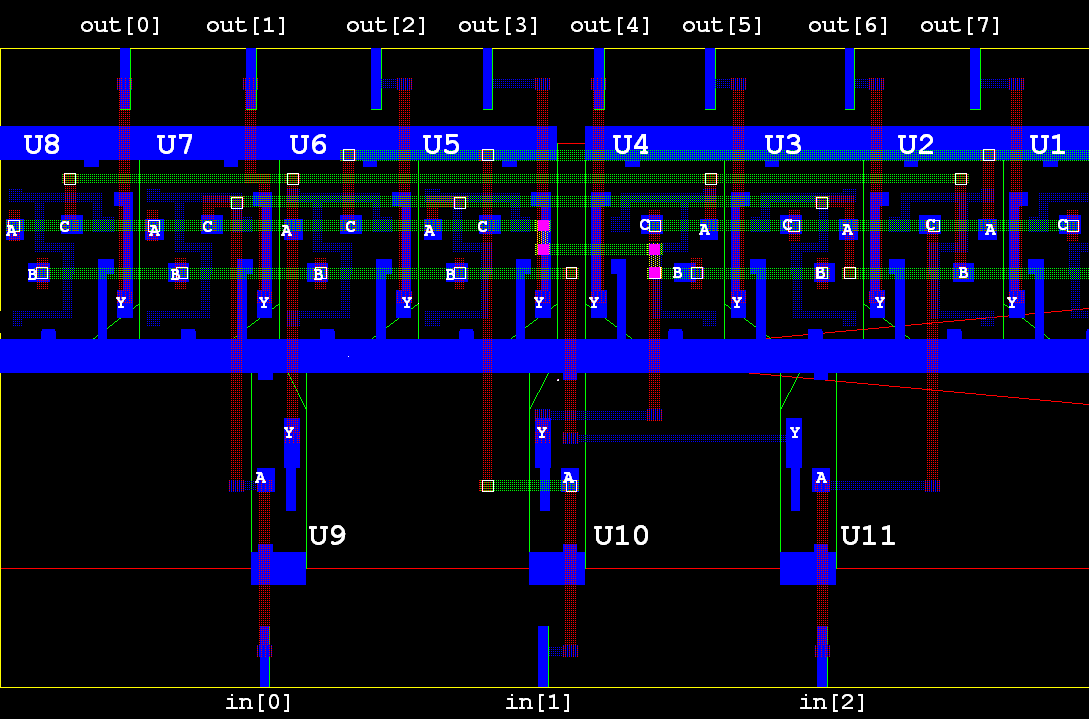 out[0] out[1] out[2] out[3] out[4] out[5] out[6] out[7]
U8 U7 U6 U5 U4 U3 U2 U1
A C A C A C A C C A C A C A C
B B B B B B B
Y Y Y Y Y Y Y Y
Y Y Y
A A A
U9 U10 U11
in[0] in[1] in[2]